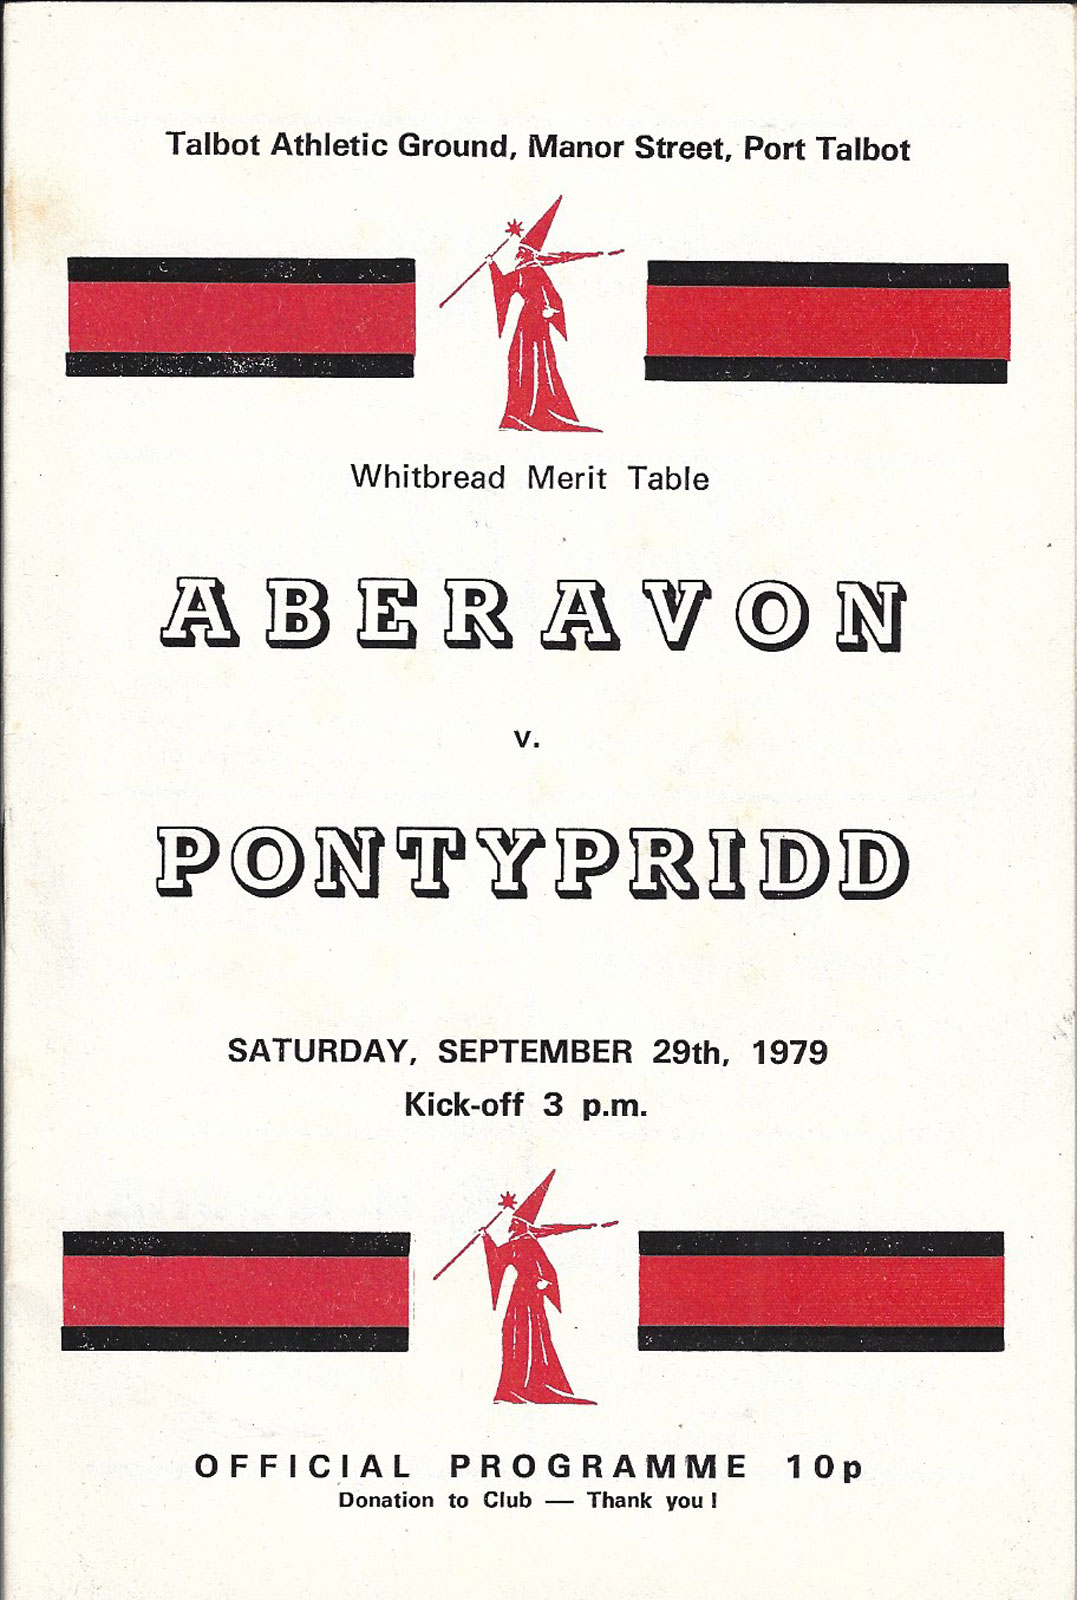 Talbot Athletic Ground, Manor Street, Port Talbot
Whitbread Merit Table
ABERAVON
v.
PONTYPRIDD
SATURDAY, SEPTEMBER 29th, 1979
Kick-off 3 p.m.
OFFICIAL PROGRAMME 10p
Donation to Club — Thank you !